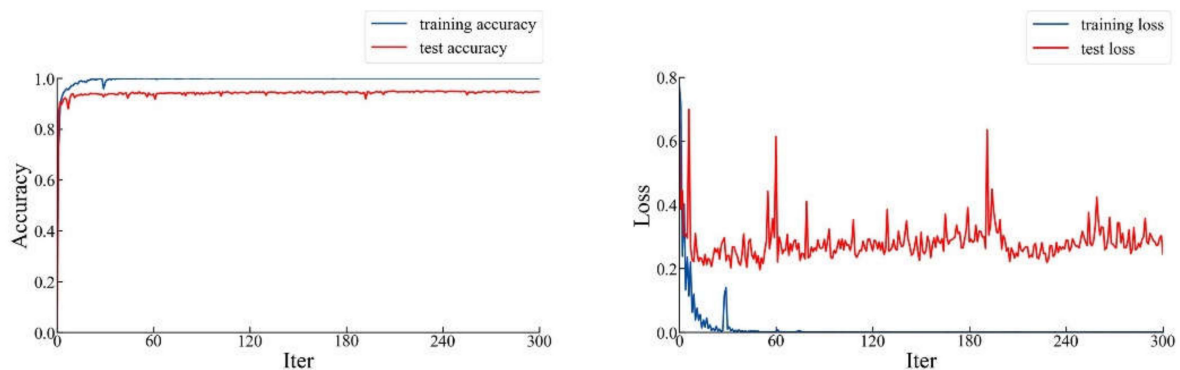 training accuracy
test accuracy
1.0
0.8
0.6
0.4
0.2
0.0
Accuracy
0 60 120 180 240 300
Iter
training loss
test loss
0.8
0.6
0.4
0.2
0.0
Loss
0 60 120 180 240 300
Iter